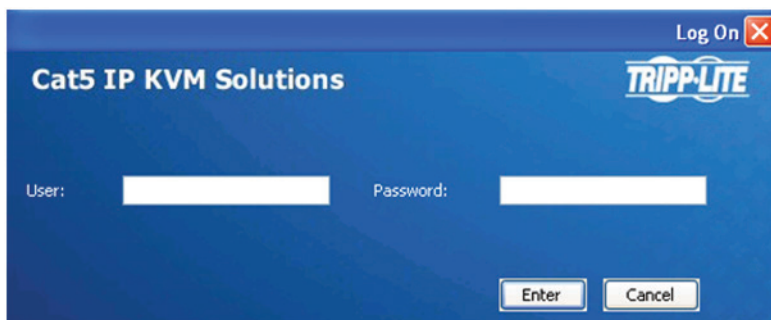 Log On
Cat5 IP KVM Solutions
TRIPP·LITE
User:
Password:
Enter
Cancel